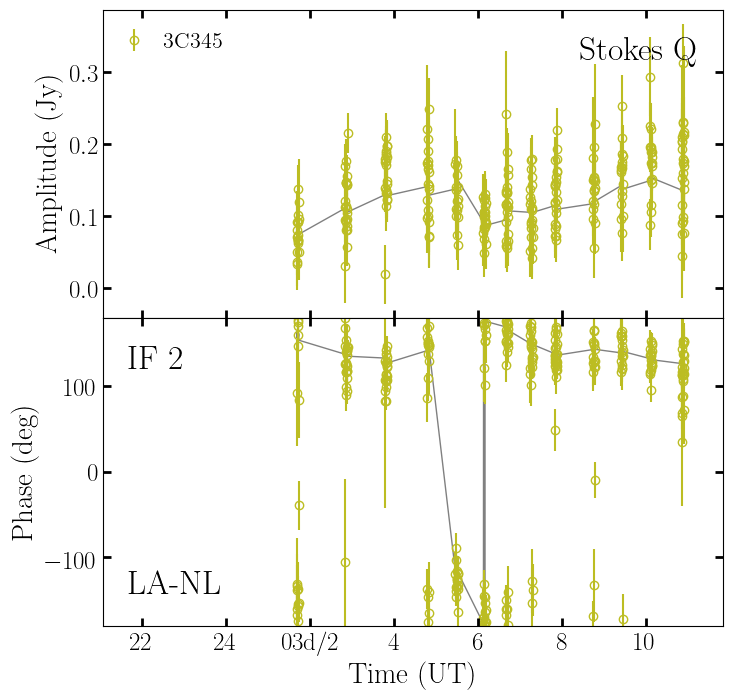 3C345
Stokes Q
Amplitude (Jy)
0.3
0.2
0.1
0.0
IF 2
LA-NL
Phase (deg)
100
0
−100
22 24 03d/2 4 6 8 10
Time (UT)